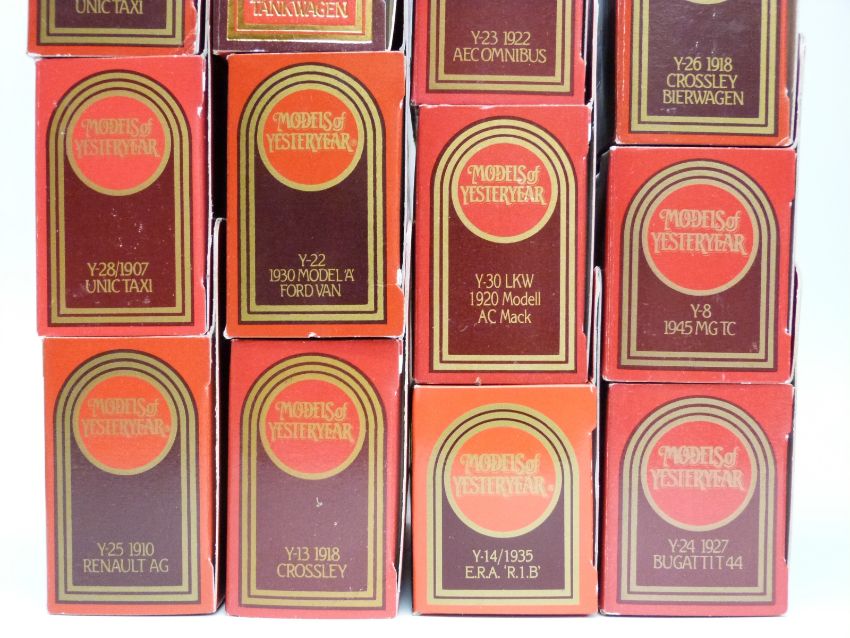 UNIC TAXI
TANKWAGEN
Y-23 1922
AEC OMNIBUS
Y-26 1918
CROSSLEY
BIERWAGEN
MODELS of
YESTERYEAR
Y-28/1907
UNIC TAXI
MODELS of
YESTERYEAR®
Y-22
1930 MODEL 'A'
FORD VAN
MODELS of
YESTERYEAR
Y-30 LKW
1920 Modell
AC Mack
MODELS of
YESTERYEAR
Y-8
1945 MG TC
MODELS of
YESTERYEAR®
Y-25 1910
RENAULT AG
MODELS of
YESTERYEAR
Y-13 1918
CROSSLEY
MODELS of
YESTERYEAR®
Y-14/1935
E.R.A. 'R.1.B'
MODELS of
YESTERYEAR
Y-24 1927
BUGATTI T 44